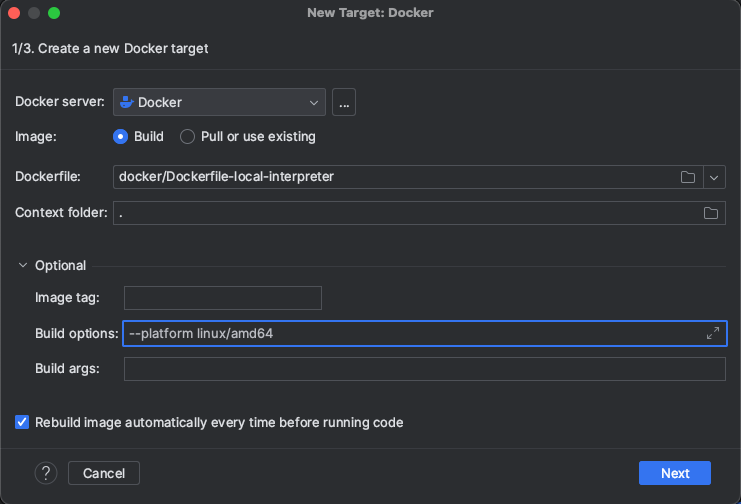 New Target: Docker
1/3. Create a new Docker target
Docker server: Docker ...
Image: Build Pull or use existing
Dockerfile: docker/Dockerfile-local-interpreter
Context folder: .
Optional
Image tag:
Build options: --platform linux/amd64
Build args:
Rebuild image automatically every time before running code
? Cancel Next